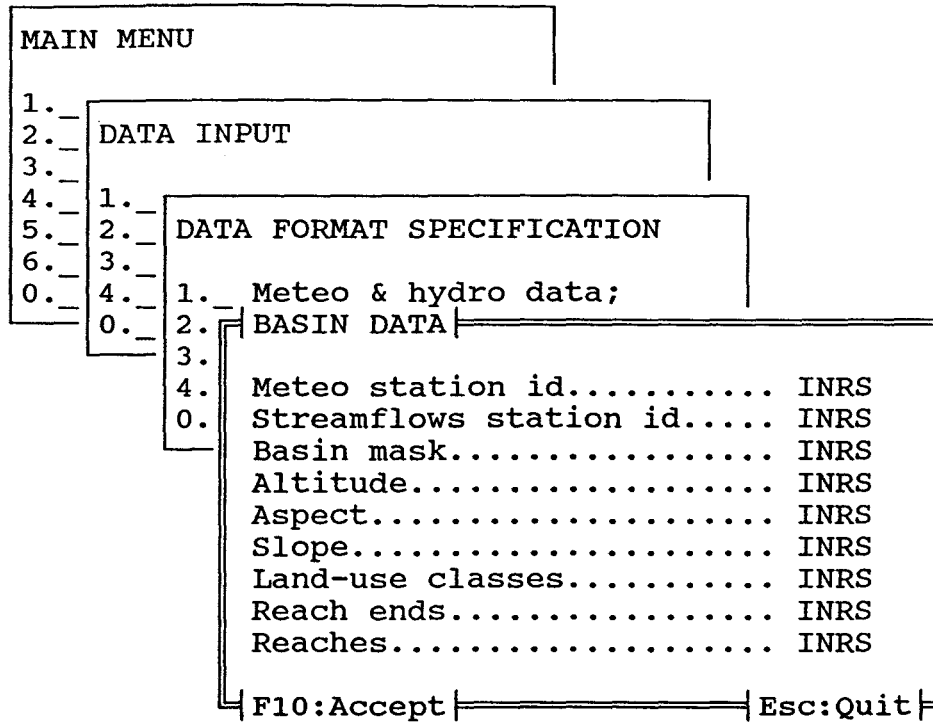 MAIN MENU
1._
2._
3._
4._
5._
6._
0._
DATA INPUT
1._
2._
3._
4._
0._
DATA FORMAT SPECIFICATION
1._ Meteo & hydro data;
2.
3.
4.
0.
BASIN DATA
Meteo station id........... INRS
Streamflows station id..... INRS
Basin mask................. INRS
Altitude................... INRS
Aspect..................... INRS
Slope...................... INRS
Land-use classes........... INRS
Reach ends................. INRS
Reaches.................... INRS
F10:Accept Esc:Quit